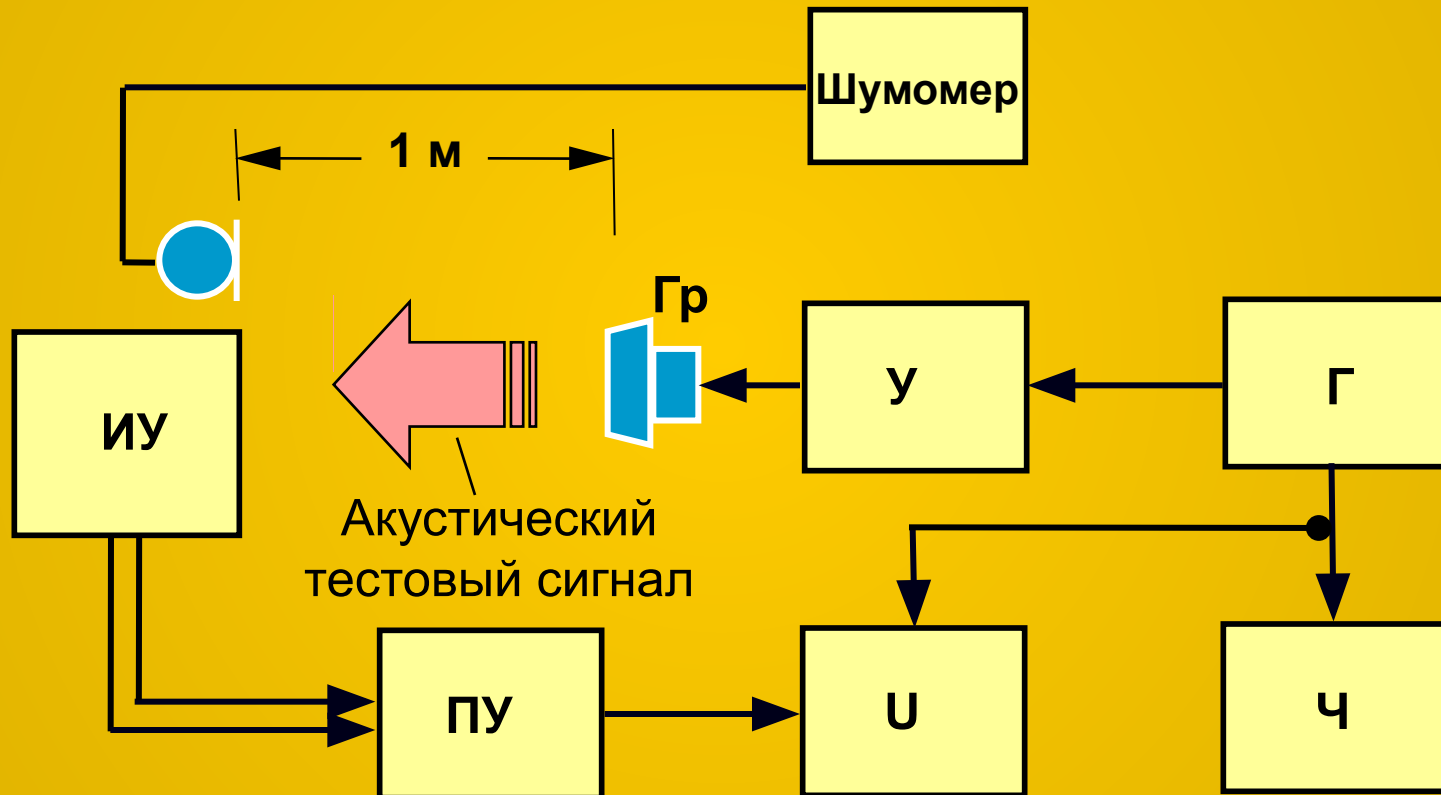 Шумомер
1 м
Гр
У
Г
ИУ
Акустический
тестовый сигнал
ПУ
U
Ч